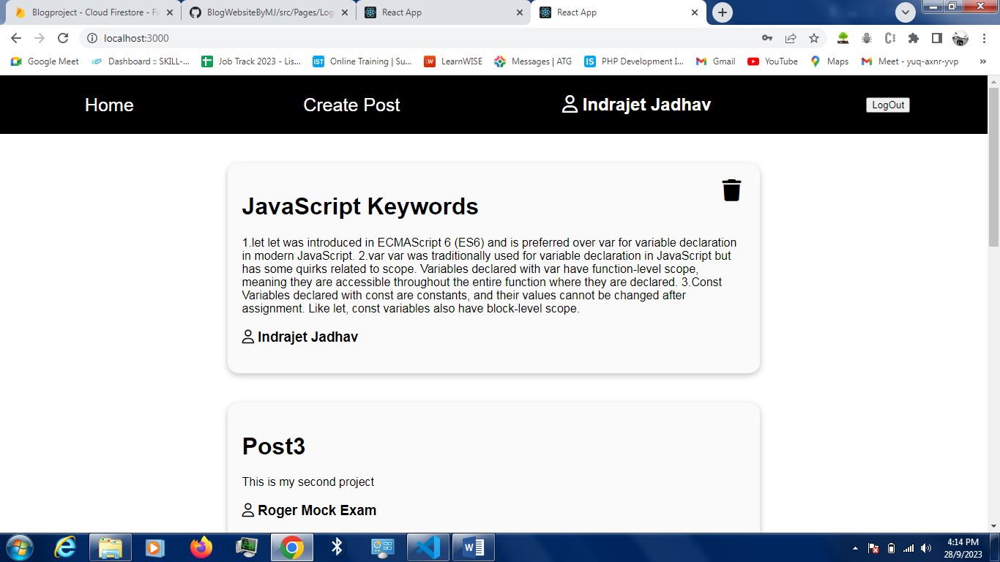 Blogproject - Cloud Firestore - Fi
BlogWebsiteByMJ/src/Pages/Log
React App
React App
localhost:3000
Google Meet
Dashboard :: SKILL-...
Job Track 2023 - Lis...
IST
Online Training | Su...
LW
LearnWISE
Messages | ATG
IS
PHP Development I...
Gmail
YouTube
Maps
Meet - yuq-axnr-yvp
»
HTML
Home
Create Post
Indrajet Jadhav
LogOut
JavaScript Keywords
1.let let was introduced in ECMAScript 6 (ES6) and is preferred over var for variable declaration
in modern JavaScript. 2.var var was traditionally used for variable declaration in JavaScript but
has some quirks related to scope. Variables declared with var have function-level scope,
meaning they are accessible throughout the entire function where they are declared. 3.Const
Variables declared with const are constants, and their values cannot be changed after
assignment. Like let, const variables also have block-level scope.
Indrajet Jadhav
Post3
This is my second project
Roger Mock Exam
W
4:14 PM
28/9/2023